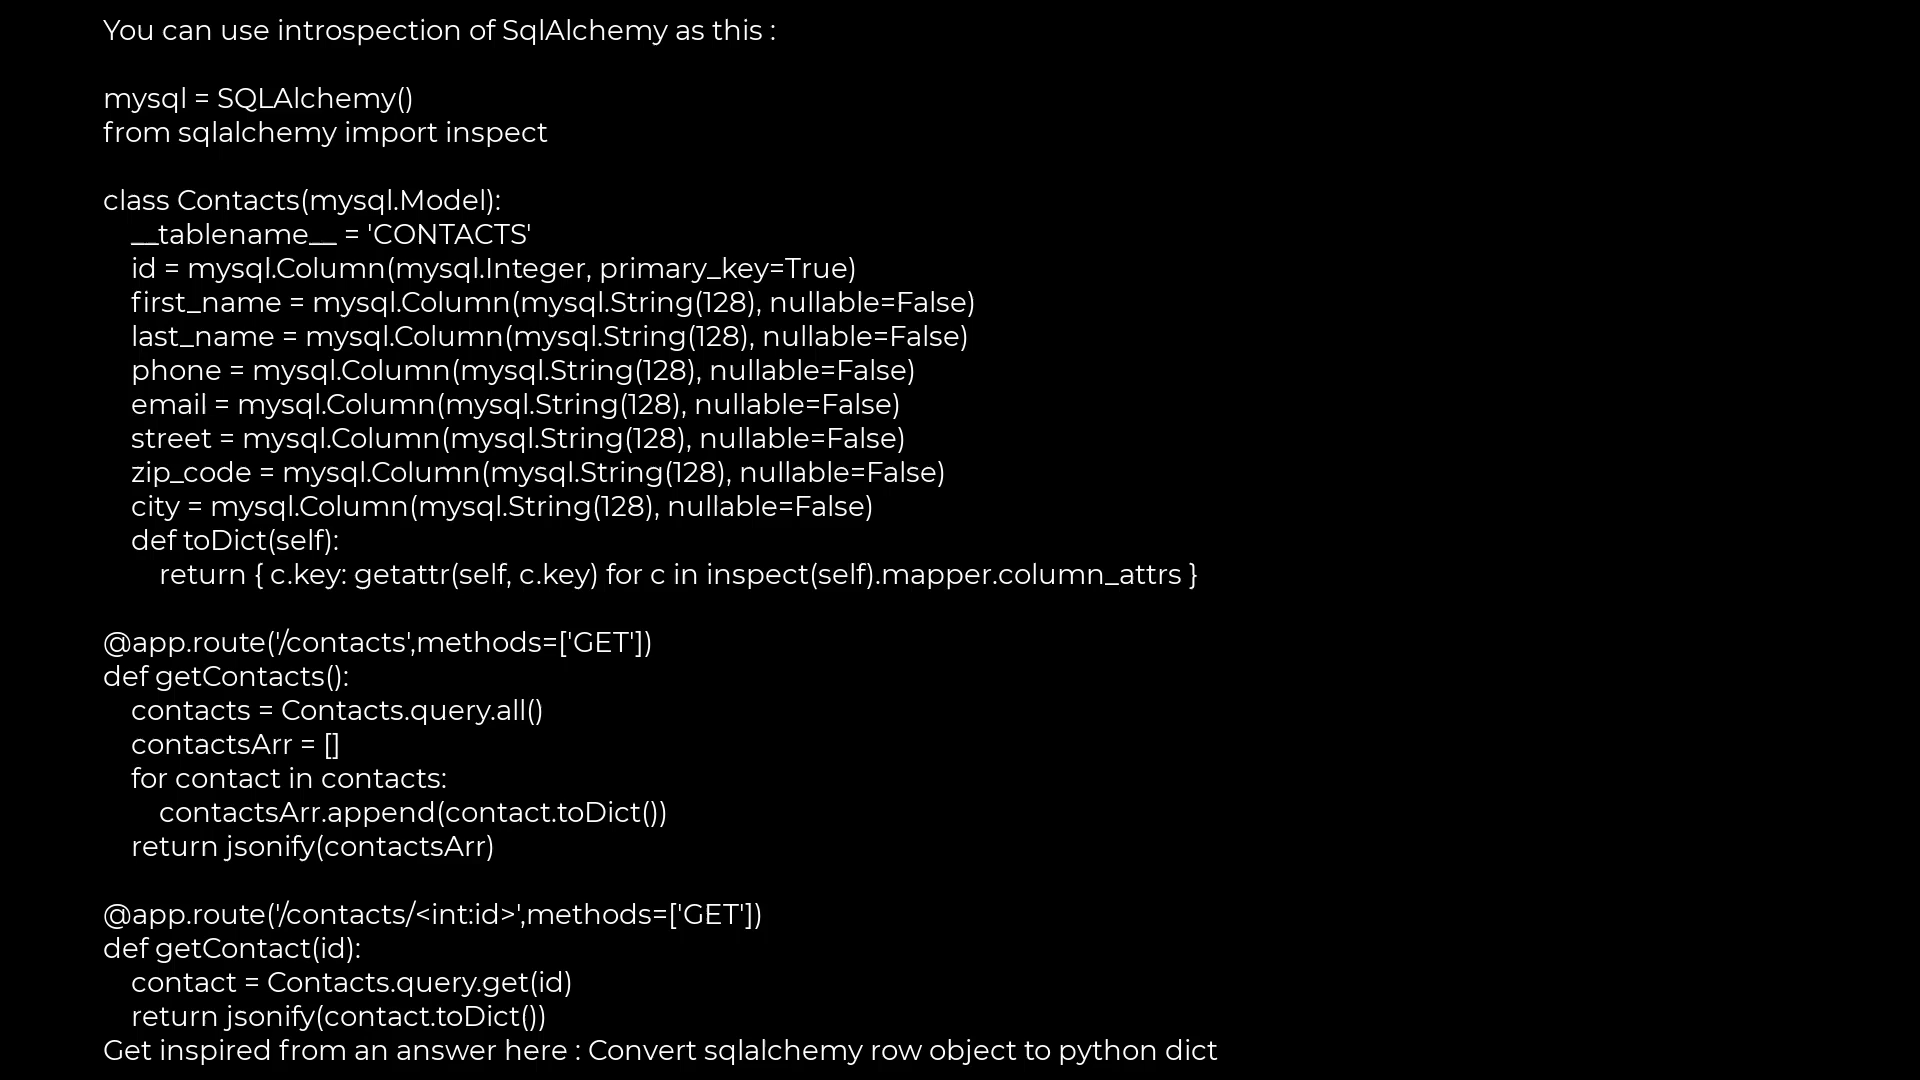 You can use introspection of SqlAlchemy as this :

mysql = SQLAlchemy()
from sqlalchemy import inspect

class Contacts(mysql.Model):
    __tablename__ = 'CONTACTS'
    id = mysql.Column(mysql.Integer, primary_key=True)
    first_name = mysql.Column(mysql.String(128), nullable=False)
    last_name = mysql.Column(mysql.String(128), nullable=False)
    phone = mysql.Column(mysql.String(128), nullable=False)
    email = mysql.Column(mysql.String(128), nullable=False)
    street = mysql.Column(mysql.String(128), nullable=False)
    zip_code = mysql.Column(mysql.String(128), nullable=False)
    city = mysql.Column(mysql.String(128), nullable=False)
    def toDict(self):
        return { c.key: getattr(self, c.key) for c in inspect(self).mapper.column_attrs }

@app.route('/contacts',methods=['GET'])
def getContacts():
    contacts = Contacts.query.all()
    contactsArr = []
    for contact in contacts:
        contactsArr.append(contact.toDict())
    return jsonify(contactsArr)

@app.route('/contacts/<int:id>',methods=['GET'])
def getContact(id):
    contact = Contacts.query.get(id)
    return jsonify(contact.toDict())
Get inspired from an answer here : Convert sqlalchemy row object to python dict